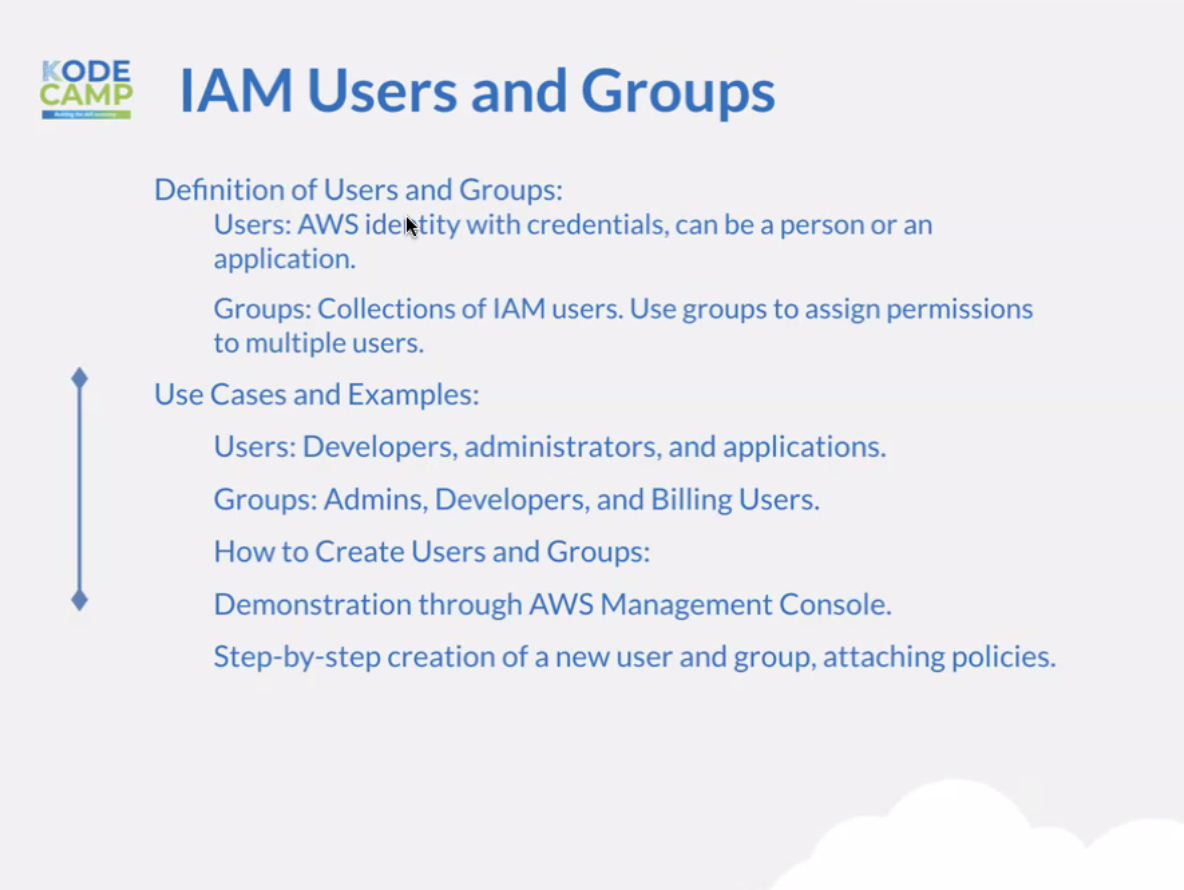 KODE
CAMP
Building the skill economy
IAM Users and Groups
Definition of Users and Groups:
Users: AWS identity with credentials, can be a person or an
application.
Groups: Collections of IAM users. Use groups to assign permissions
to multiple users.
Use Cases and Examples:
Users: Developers, administrators, and applications.
Groups: Admins, Developers, and Billing Users.
How to Create Users and Groups:
Demonstration through AWS Management Console.
Step-by-step creation of a new user and group, attaching policies.